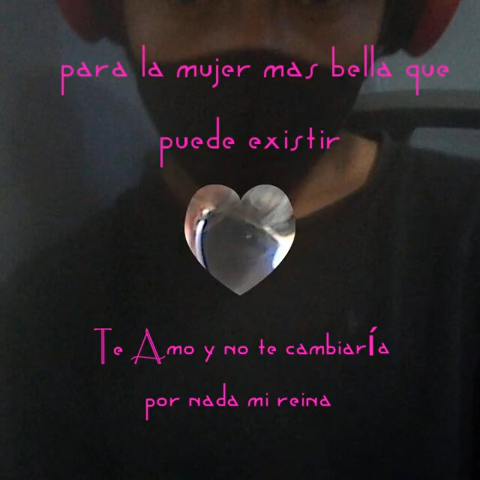 para la mujer mas bella que
puede existir
Te Amo y no te cambiaría
por nada mi reina